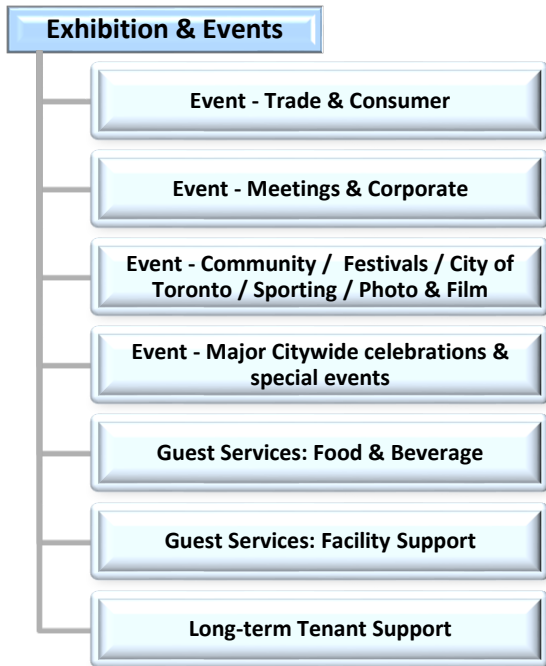 Exhibition & Events
Event - Trade & Consumer
Event - Meetings & Corporate
Event - Community /  Festivals / City of
Toronto / Sporting / Photo & Film
Event - Major Citywide celebrations &
special events
Guest Services: Food & Beverage
Guest Services: Facility Support
Long-term Tenant Support